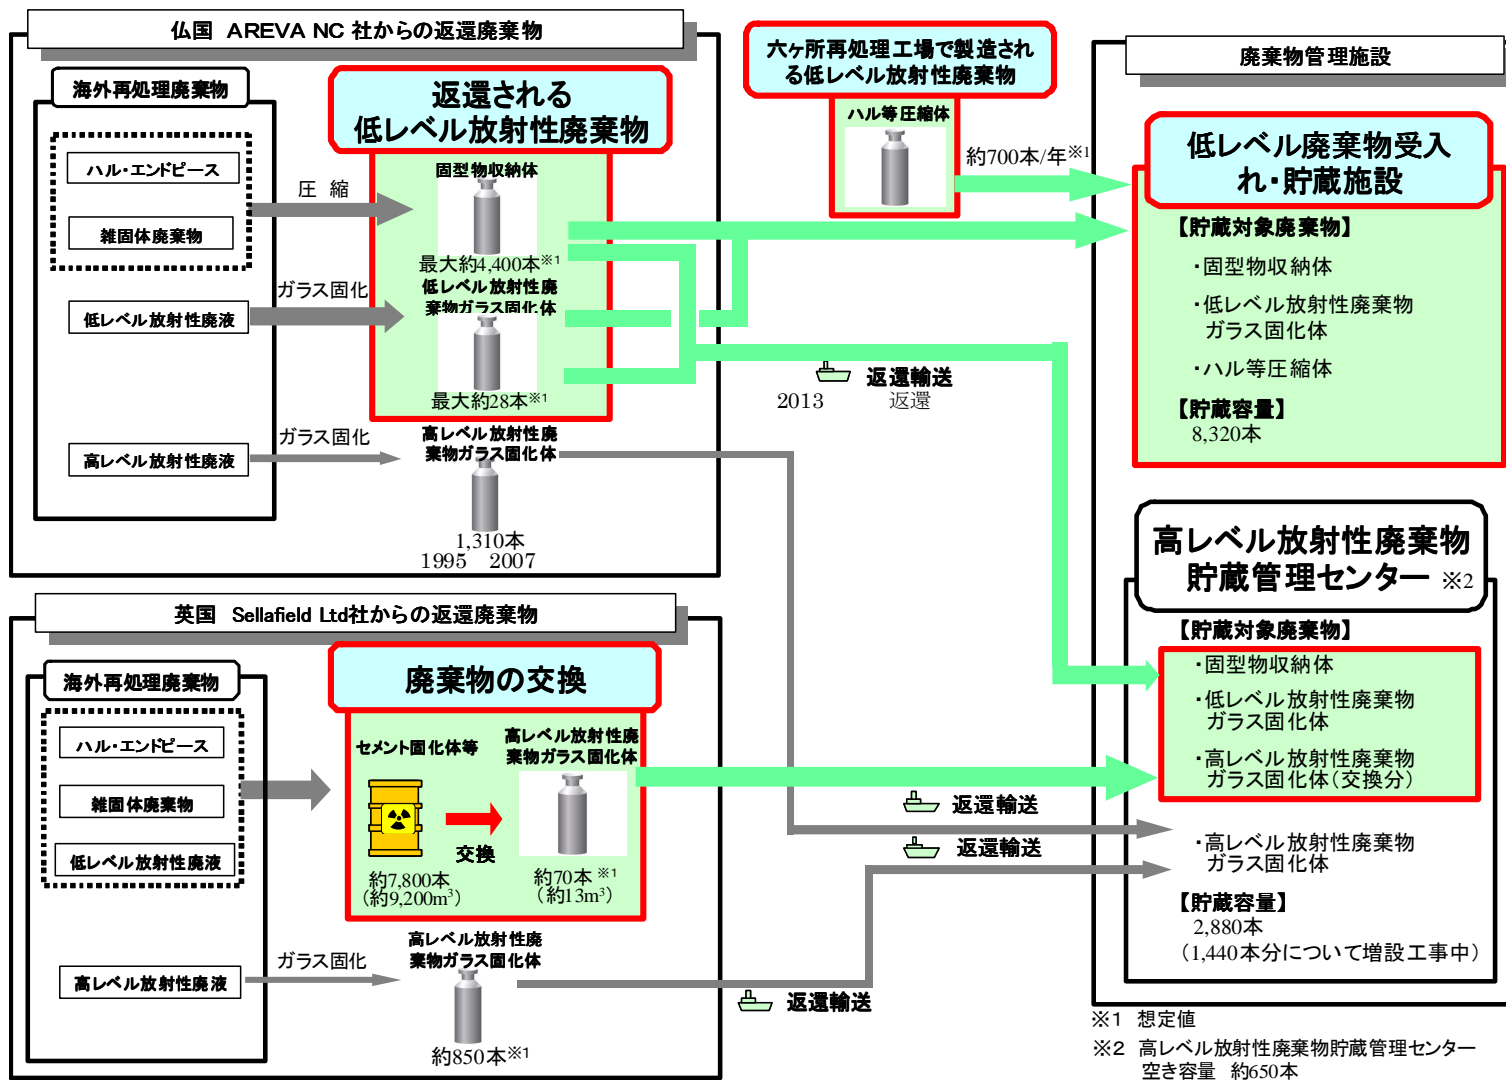 仏国 AREVA NC 社からの返還廃棄物
海外再処理廃棄物
ハル・エンドピース
雑固体廃棄物
低レベル放射性廃液
高レベル放射性廃液
圧 縮
ガラス固化
ガラス固化
返還される
低レベル放射性廃棄物
固型物収納体
最大約4,400本※1
低レベル放射性廃
棄物ガラス固化体
最大約28本※1
高レベル放射性廃
棄物ガラス固化体
1,310本
1995 2007
六ヶ所再処理工場で製造され
る低レベル放射性廃棄物
ハル等圧縮体
約700本/年※1
返還輸送
2013 返還
英国 Sellafield Ltd社からの返還廃棄物
海外再処理廃棄物
ハル・エンドピース
雑固体廃棄物
低レベル放射性廃液
高レベル放射性廃液
ガラス固化
廃棄物の交換
セメント固化体等
約7,800本
(約9,200m³)
交換
高レベル放射性廃
棄物ガラス固化体
約70本※1
(約13m³)
高レベル放射性廃
棄物ガラス固化体
約850本※1
返還輸送
返還輸送
返還輸送
廃棄物管理施設
低レベル廃棄物受入
れ・貯蔵施設
【貯蔵対象廃棄物】
・固型物収納体
・低レベル放射性廃棄物
ガラス固化体
・ハル等圧縮体
【貯蔵容量】
8,320本
高レベル放射性廃棄物
貯蔵管理センター ※2
【貯蔵対象廃棄物】
・固型物収納体
・低レベル放射性廃棄物
ガラス固化体
・高レベル放射性廃棄物
ガラス固化体(交換分)
・高レベル放射性廃棄物
ガラス固化体
【貯蔵容量】
2,880本
(1,440本分について増設工事中)
※1 想定値
※2 高レベル放射性廃棄物貯蔵管理センター
空き容量 約650本